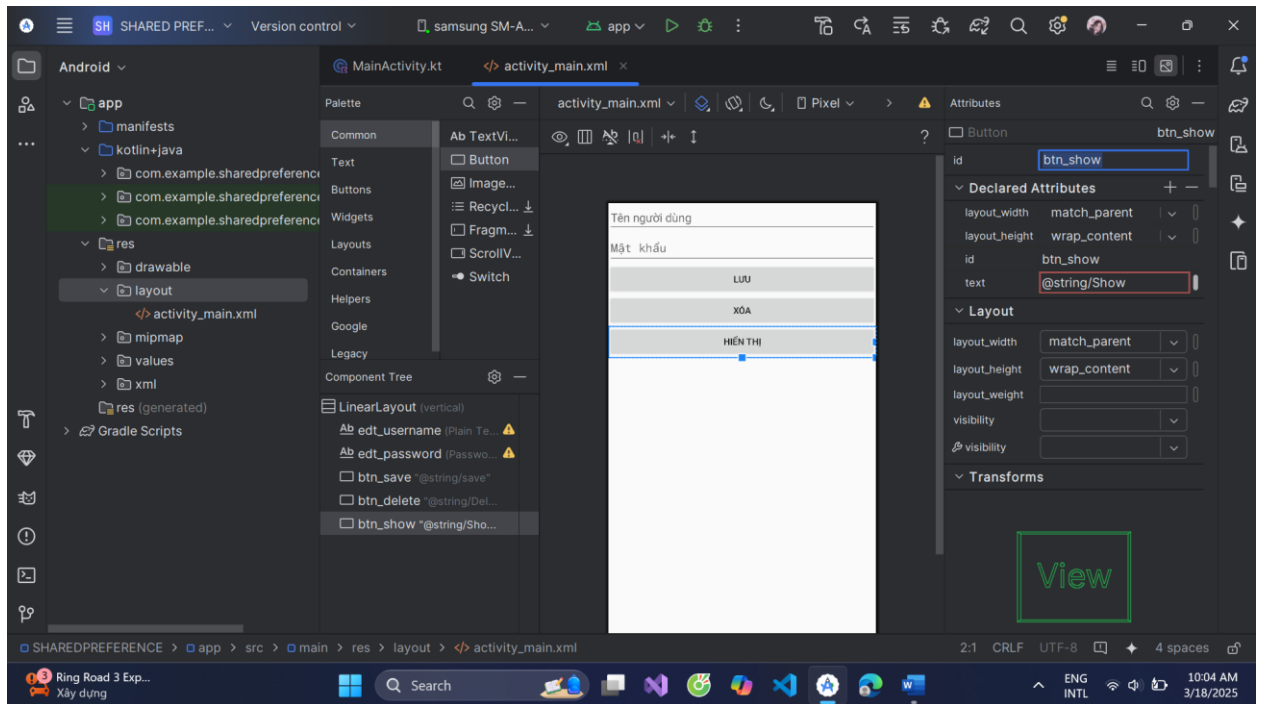 SH SHARED PREF... Version control samsung SM-A... app
Android
MainActivity.kt activity_main.xml
app
manifests
kotlin+java
com.example.sharedpreference
com.example.sharedpreference
com.example.sharedpreference
res
drawable
layout
activity_main.xml
mipmap
values
xml
res (generated)
Gradle Scripts
Palette
Common
Text
Buttons
Widgets
Layouts
Containers
Helpers
Google
Legacy
Ab TextVi...
Button
Image...
Recycl...
Fragm...
ScrollV...
Switch
Component Tree
LinearLayout (vertical)
Ab edt_username (Plain Te...
Ab edt_password (Passwo...
btn_save "@string/save"
btn_delete "@string/Del...
btn_show "@string/Sho...
activity_main.xml Pixel
?
Tên người dùng
Mật khẩu
LƯU
XÓA
HIỂN THỊ
Attributes
Button btn_show
id btn_show
Declared Attributes
layout_width match_parent
layout_height wrap_content
id btn_show
text @string/Show
Layout
layout_width match_parent
layout_height wrap_content
layout_weight
visibility
visibility
Transforms
View
SHAREDPREFERENCE > app > src > main > res > layout > activity_main.xml 2:1 CRLF UTF-8 4 spaces
3 Ring Road 3 Exp...
Xây dựng
Search
ENG
INTL
10:04 AM
3/18/2025